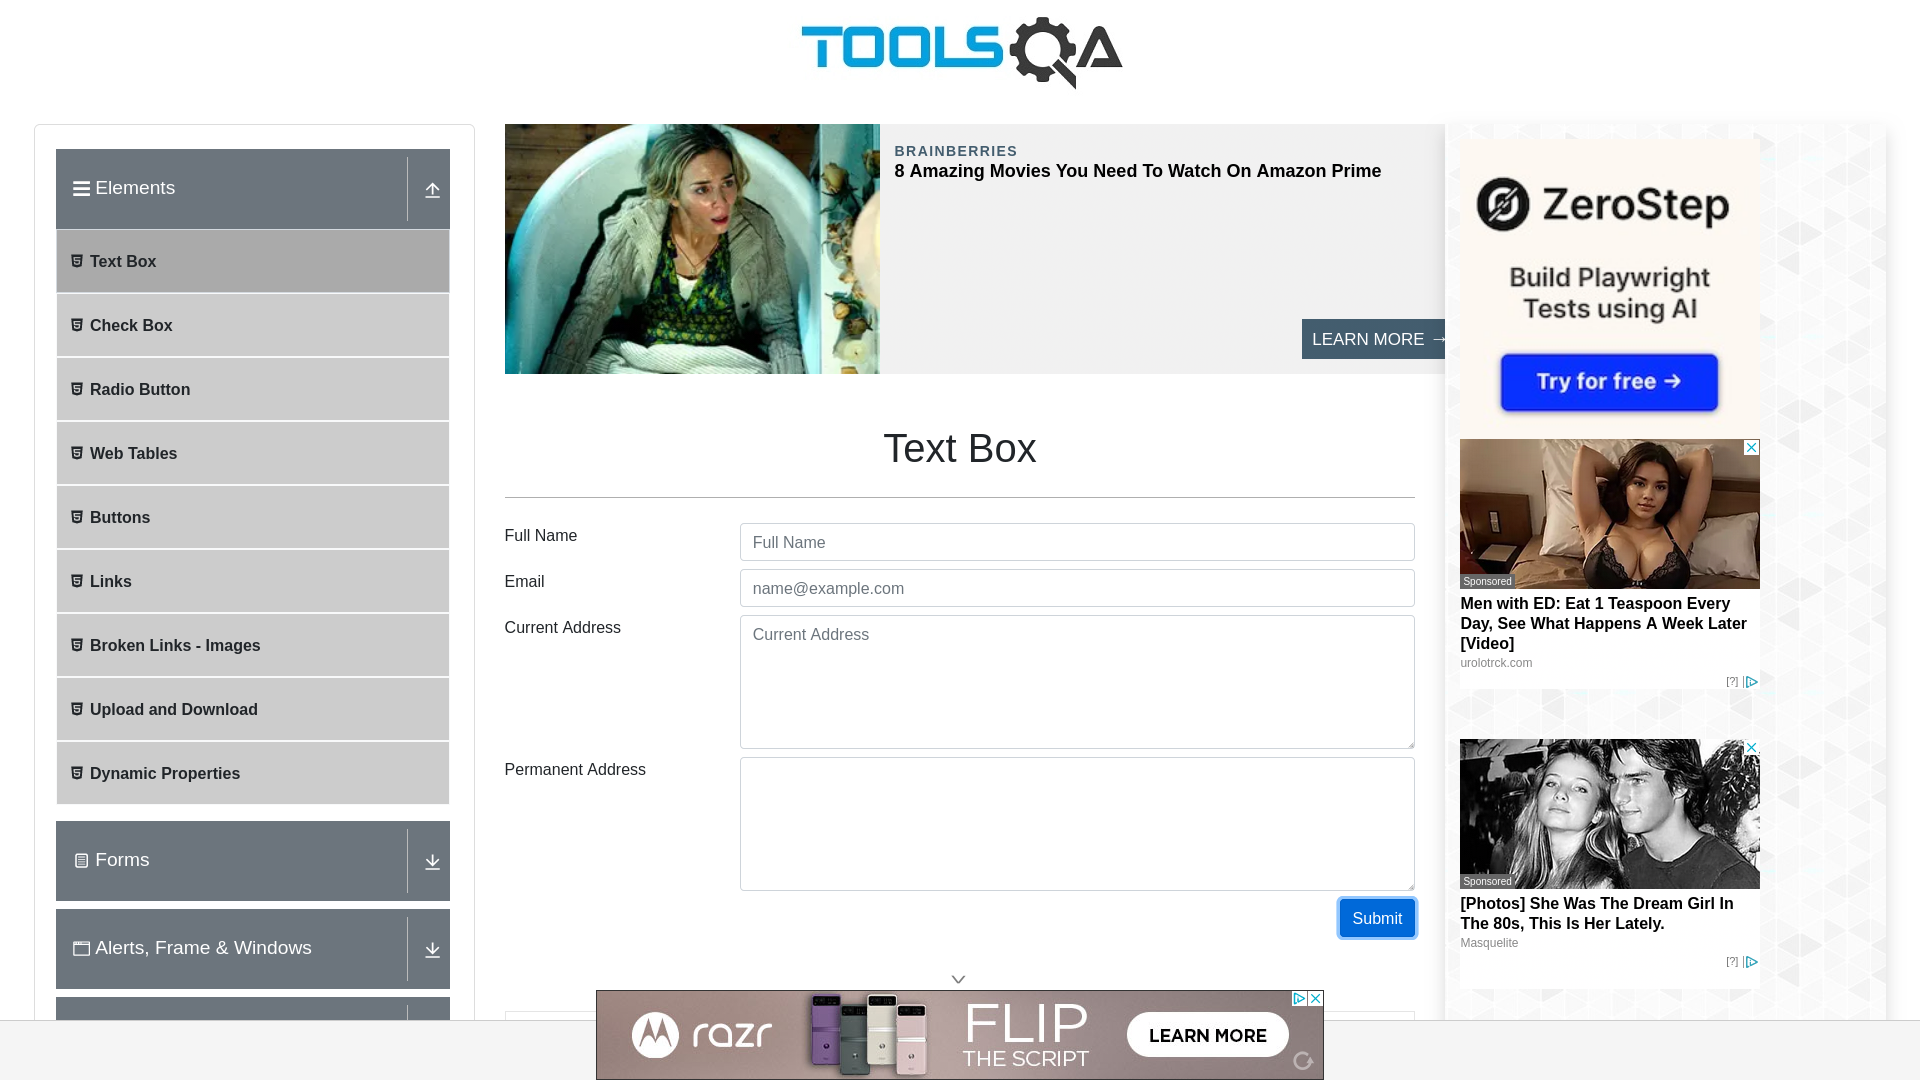 TOOLSQA
Elements
Text Box
Check Box
Radio Button
Web Tables
Buttons
Links
Broken Links - Images
Upload and Download
Dynamic Properties
Forms
Alerts, Frame & Windows
BRAINBERRIES
8 Amazing Movies You Need To Watch On Amazon Prime
LEARN MORE →
Text Box
Full Name
Full Name
Email
name@example.com
Current Address
Current Address
Permanent Address
Submit
ZeroStep
Build Playwright
Tests using AI
Try for free →
Sponsored
Men with ED: Eat 1 Teaspoon Every
Day, See What Happens A Week Later
[Video]
urolotrck.com
[?]
Sponsored
[Photos] She Was The Dream Girl In
The 80s, This Is Her Lately.
Masquelite
[?]
razr
FLIP
THE SCRIPT
LEARN MORE